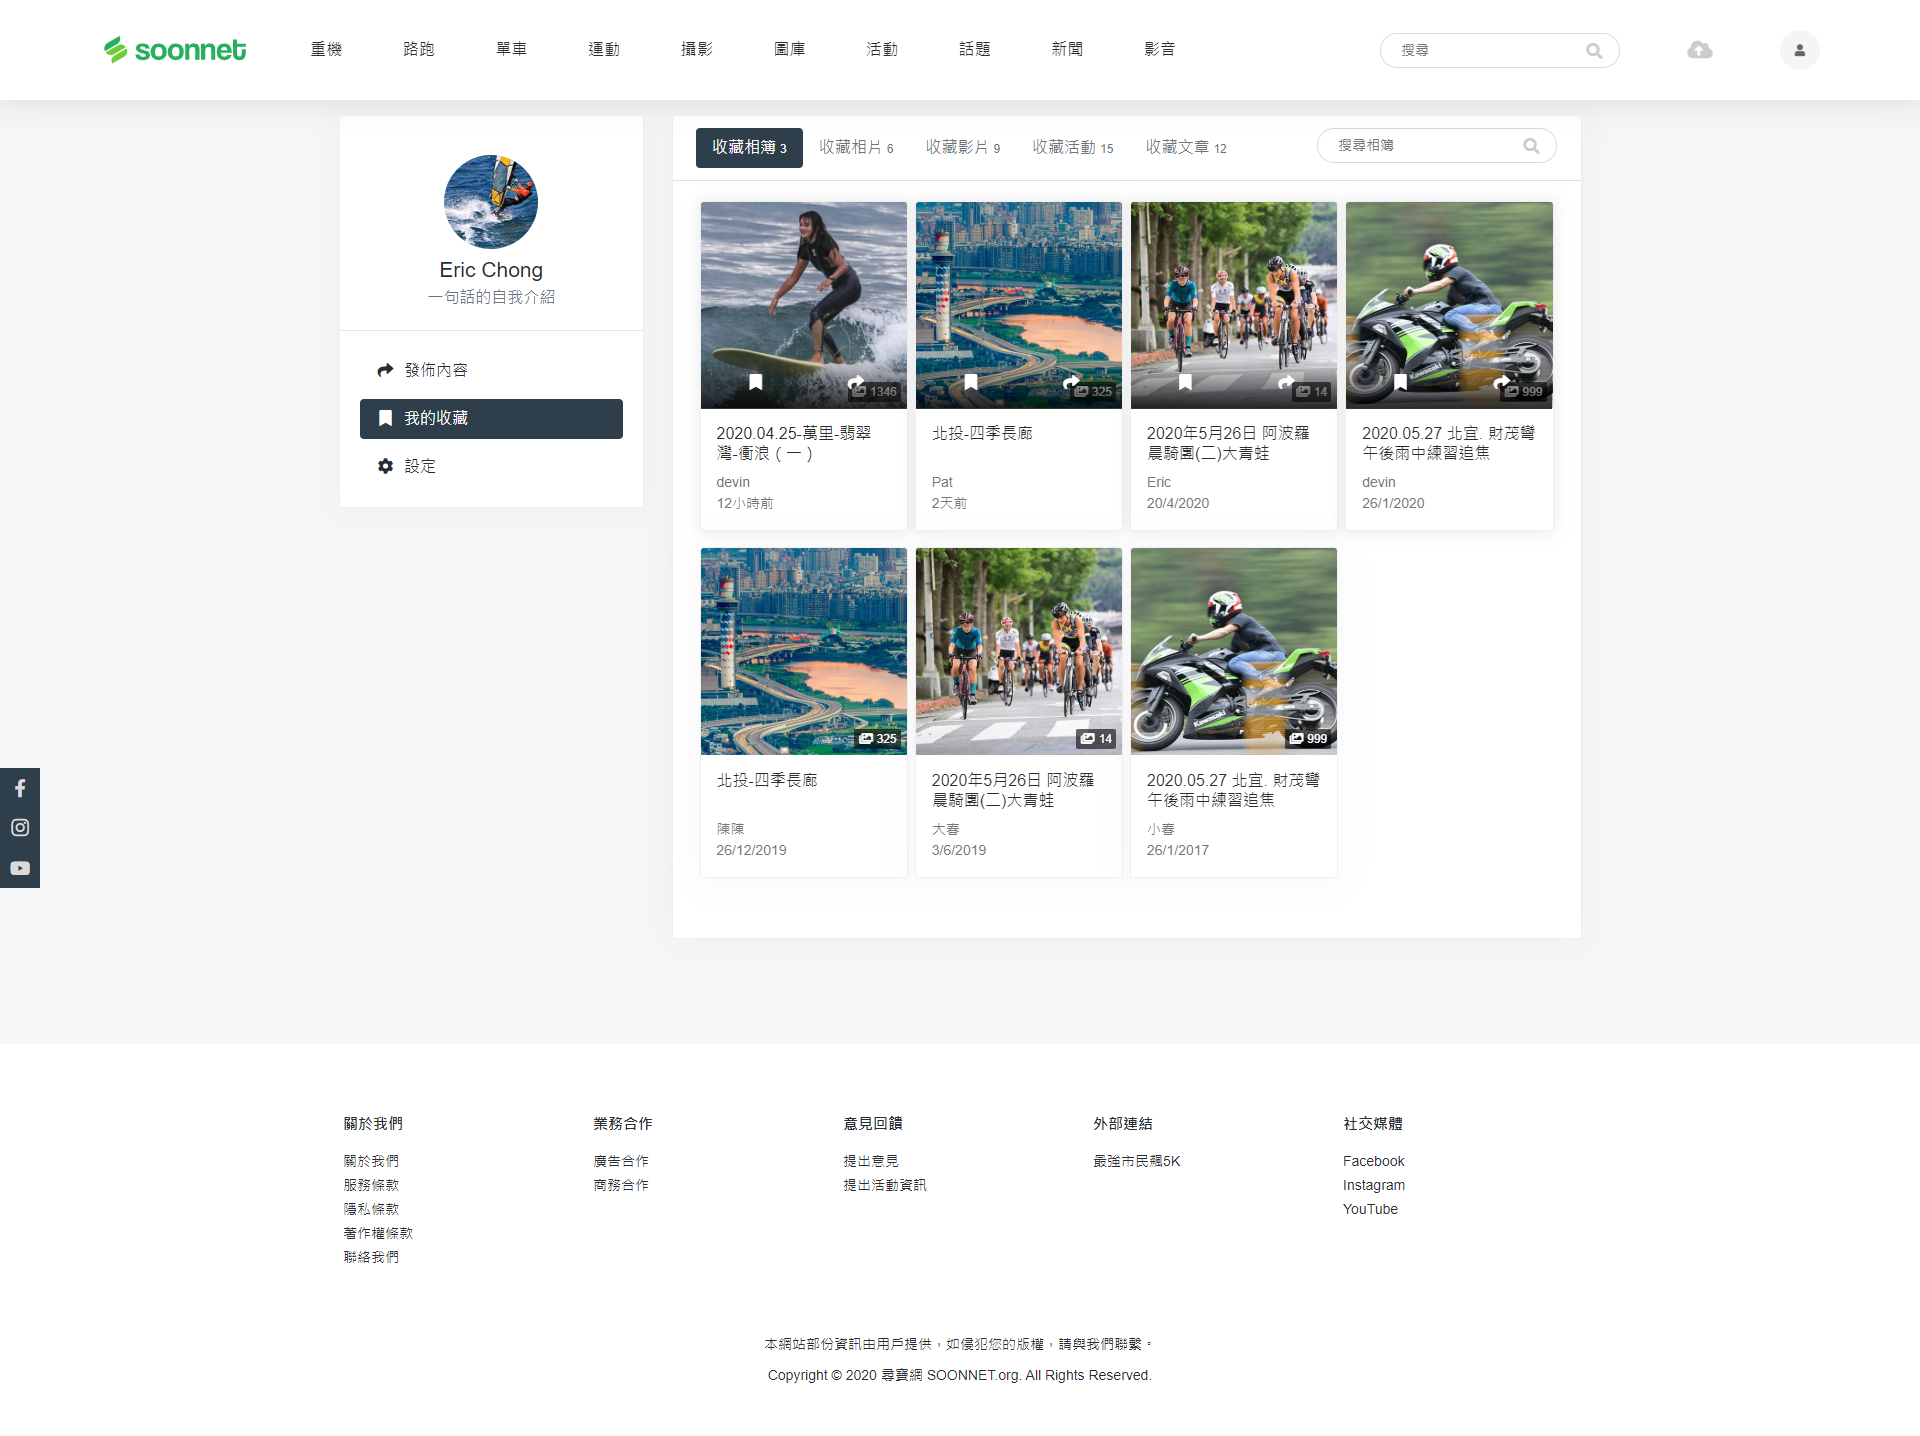 soonnet
重機
路跑
單車
運動
攝影
圖庫
活動
話題
新聞
影音
搜尋
Eric Chong
一句話的自我介紹
發佈內容
我的收藏
設定
收藏相簿 3
收藏相片 6
收藏影片 9
收藏活動 15
收藏文章 12
搜尋相簿
1346
2020.04.25-萬里-翡翠
灣-衝浪（一）
devin
12小時前
325
北投-四季長廊
Pat
2天前
14
2020年5月26日 阿波羅
晨騎團(二)大青蛙
Eric
20/4/2020
999
2020.05.27 北宜. 財茂彎
午後雨中練習追焦
devin
26/1/2020
325
北投-四季長廊
陳陳
26/12/2019
14
2020年5月26日 阿波羅
晨騎團(二)大青蛙
大春
3/6/2019
Kawasaki
999
2020.05.27 北宜. 財茂彎
午後雨中練習追焦
小春
26/1/2017
關於我們
關於我們
服務條款
隱私條款
著作權條款
聯絡我們
業務合作
廣告合作
商務合作
意見回饋
提出意見
提出活動資訊
外部連結
最強市民飆5K
社交媒體
Facebook
Instagram
YouTube
本網站部份資訊由用戶提供，如侵犯您的版權，請與我們聯繫。
Copyright © 2020 尋寶網 SOONNET.org. All Rights Reserved.